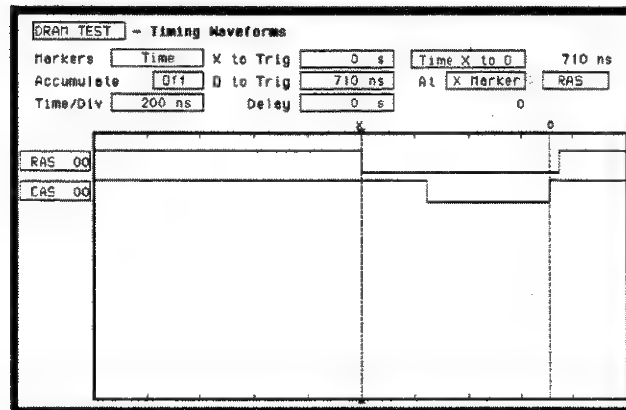 DRAM TEST - Timing Waveforms
Markers Time X to Trig 0 s Time X to O 710 ns
Accumulate Off O to Trig 710 ns At X Marker RAS
Time/Div 200 ns Delay 0 s 0
X O
RAS 00
CAS 00